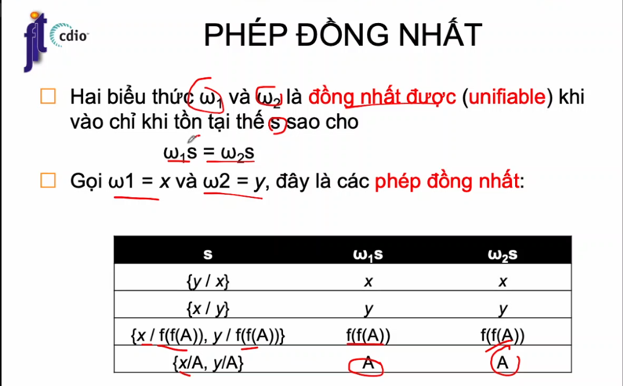 fit cdio
PHÉP ĐỒNG NHẤT
Hai biểu thức ω₁ và ω₂ là đồng nhất được (unifiable) khi
vào chỉ khi tồn tại thế s sao cho
ω₁s = ω₂s
Gọi ω1 = x và ω2 = y, đây là các phép đồng nhất:
s ω₁s ω₂s
{y / x} x x
{x / y} y y
{x / f(f(A)), y / f(f(A))} f(f(A)) f(f(A))
{x/A, y/A} A A